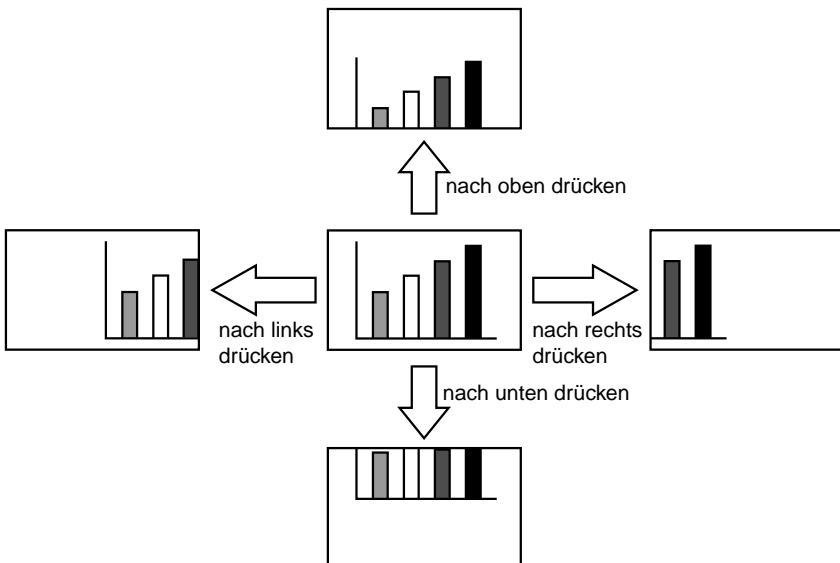 nach oben drücken
nach links
drücken
nach rechts
drücken
nach unten drücken